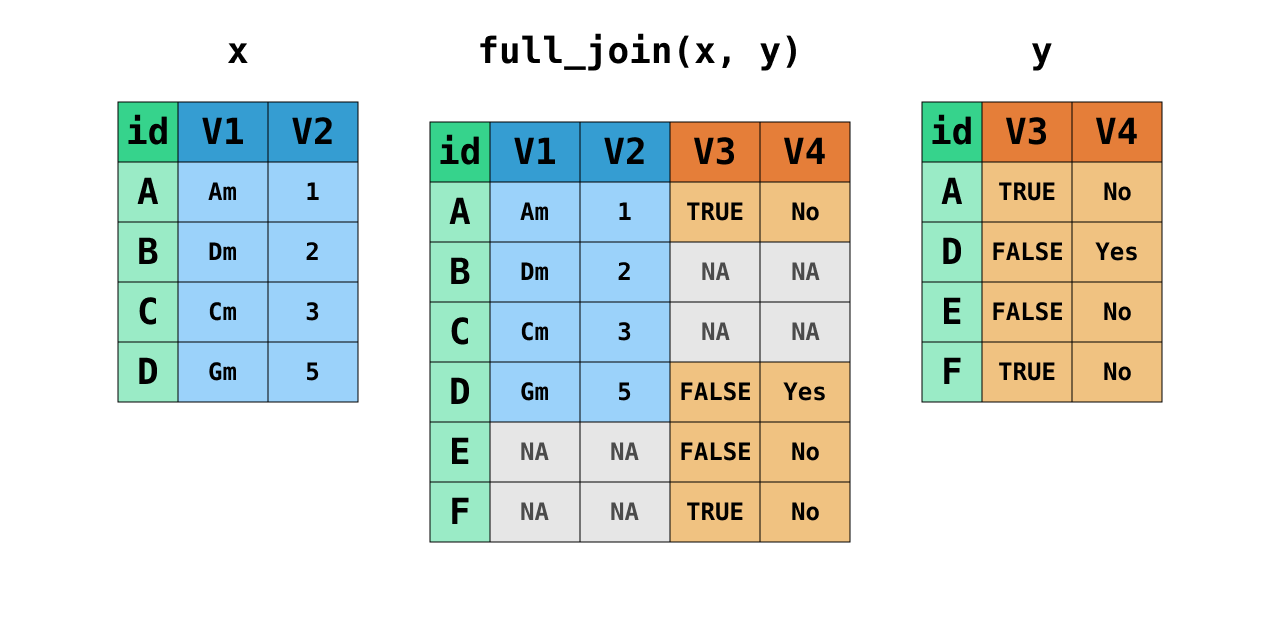 x
id V1 V2
A Am 1
B Dm 2
C Cm 3
D Gm 5
full_join(x, y)
id V1 V2 V3 V4
A Am 1 TRUE No
B Dm 2 NA NA
C Cm 3 NA NA
D Gm 5 FALSE Yes
E NA NA FALSE No
F NA NA TRUE No
y
id V3 V4
A TRUE No
D FALSE Yes
E FALSE No
F TRUE No